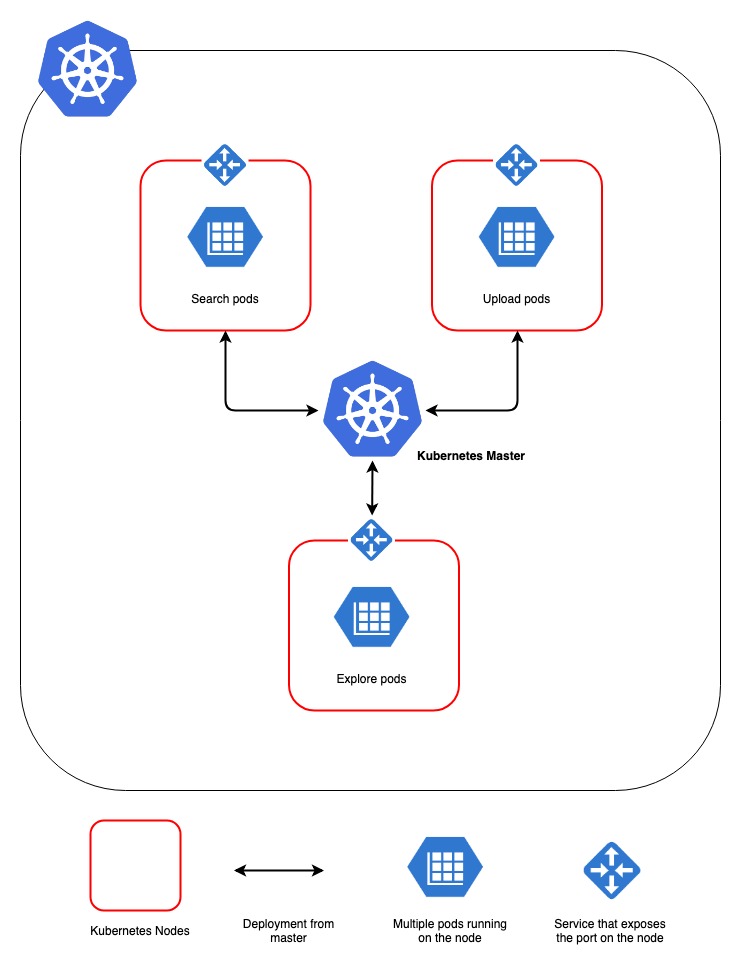 Search pods
Upload pods
Kubernetes Master
Explore pods
Kubernetes Nodes
Deployment from
master
Multiple pods running
on the node
Service that exposes
the port on the node